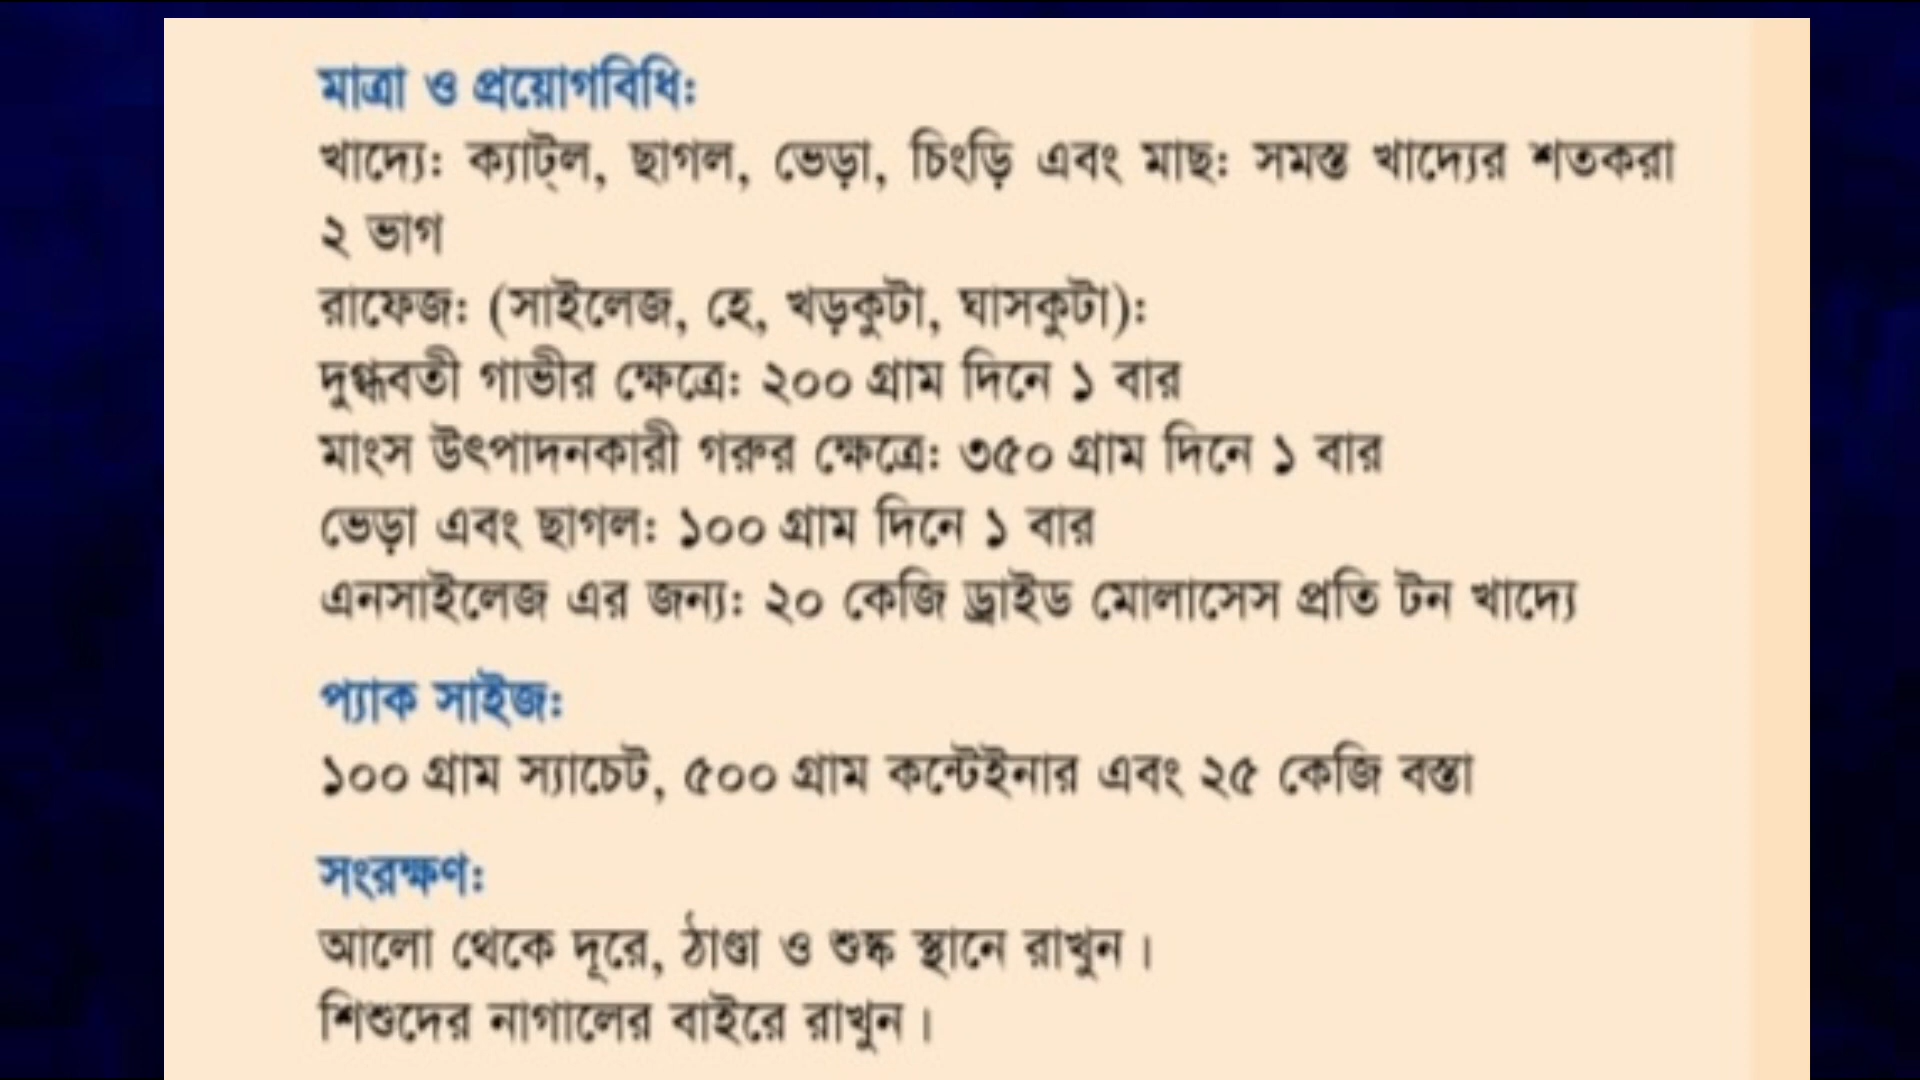 মাত্রা ও প্রয়োগবিধিঃ
খাদ্যেঃ ক্যাট্ল, ছাগল, ভেড়া, চিংড়ি এবং মাছঃ সমস্ত খাদ্যের শতকরা
২ ভাগ
রাফেজঃ (সাইলেজ, হে, খড়কুটা, ঘাসকুটা)ঃ
দুগ্ধবতী গাভীর ক্ষেত্রেঃ ২০০ গ্রাম দিনে ১ বার
মাংস উৎপাদনকারী গরুর ক্ষেত্রেঃ ৩৫০ গ্রাম দিনে ১ বার
ভেড়া এবং ছাগলঃ ১০০ গ্রাম দিনে ১ বার
এনসাইলেজ এর জন্যঃ ২০ কেজি ড্রাইড মোলাসেস প্রতি টন খাদ্যে
প্যাক সাইজঃ
১০০ গ্রাম স্যাচেট, ৫০০ গ্রাম কন্টেইনার এবং ২৫ কেজি বস্তা
সংরক্ষণঃ
আলো থেকে দূরে, ঠাণ্ডা ও শুষ্ক স্থানে রাখুন।
শিশুদের নাগালের বাইরে রাখুন।